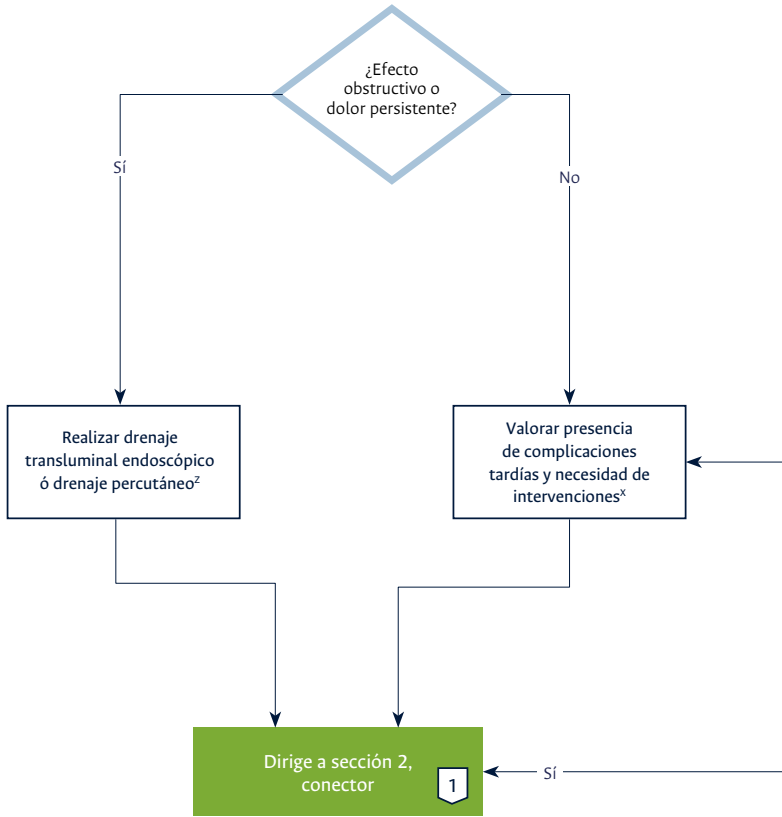 ¿Efecto
obstructivo o
dolor persistente?
Sí
No
Realizar drenaje
transluminal endoscópico
ó drenaje percutáneoᶻ
Valorar presencia
de complicaciones
tardías y necesidad de
intervencionesˣ
Dirige a sección 2,
conector
1
Sí